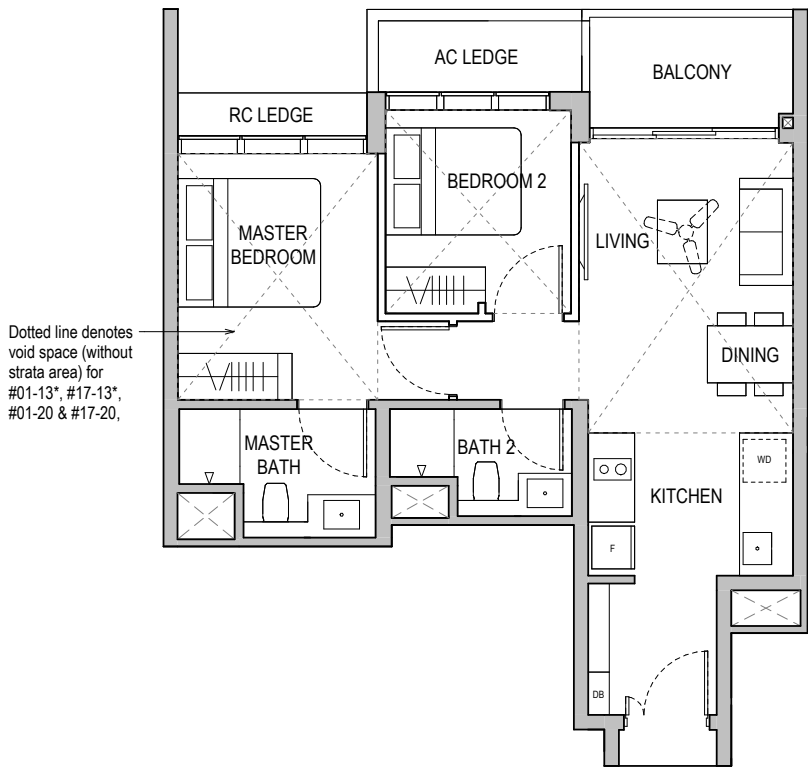 AC LEDGE
BALCONY
RC LEDGE
BEDROOM 2
MASTER
BEDROOM
LIVING
Dotted line denotes
void space (without
strata area) for
#01-13*, #17-13*,
#01-20 & #17-20,
DINING
MASTER
BATH
BATH 2
WD
KITCHEN
F
DB